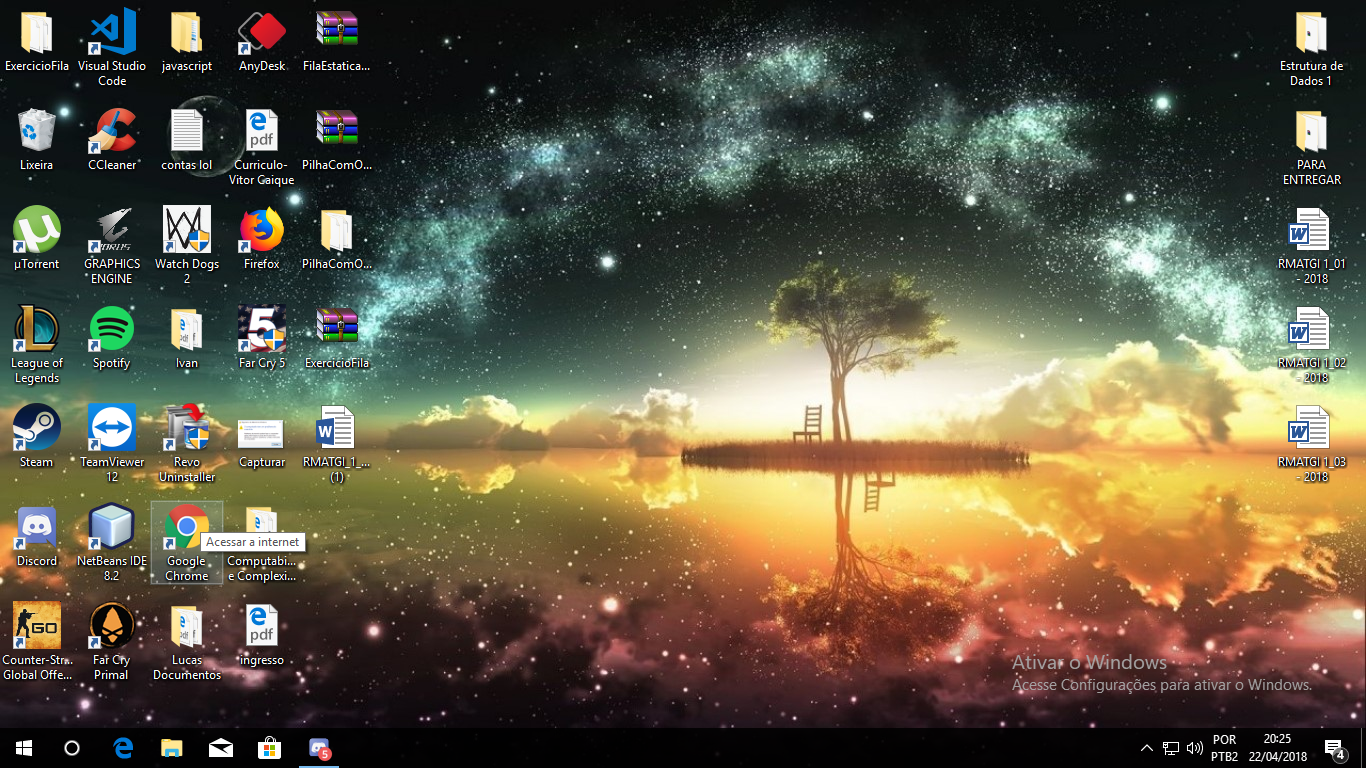 ExercicioFila
Visual Studio
Code
javascript
AnyDesk
FilaEstatica...
Estrutura de
Dados 1
Lixeira
CCleaner
contas lol
pdf
Curriculo-
Vitor Gaique
PilhaComO...
PARA
ENTREGAR
µTorrent
GRAPHICS
ENGINE
Watch Dogs
2
Firefox
PilhaComO...
RMATGI 1_01
- 2018
League of
Legends
Spotify
Ivan
5
Far Cry 5
ExercicioFila
RMATGI 1_02
- 2018
Steam
TeamViewer
12
Revo
Uninstaller
Capturar
RMATGI_1_...
(1)
RMATGI 1_03
- 2018
Discord
NetBeans IDE
8.2
Google
Chrome
Acessar a internet
Computabi...
e Complexi...
GO
Counter-Str...
Global Offe...
Far Cry
Primal
Lucas
Documentos
pdf
ingresso
Ativar o Windows
Acesse Configurações para ativar o Windows.
5
POR
PTB2
20:25
22/04/2018
4